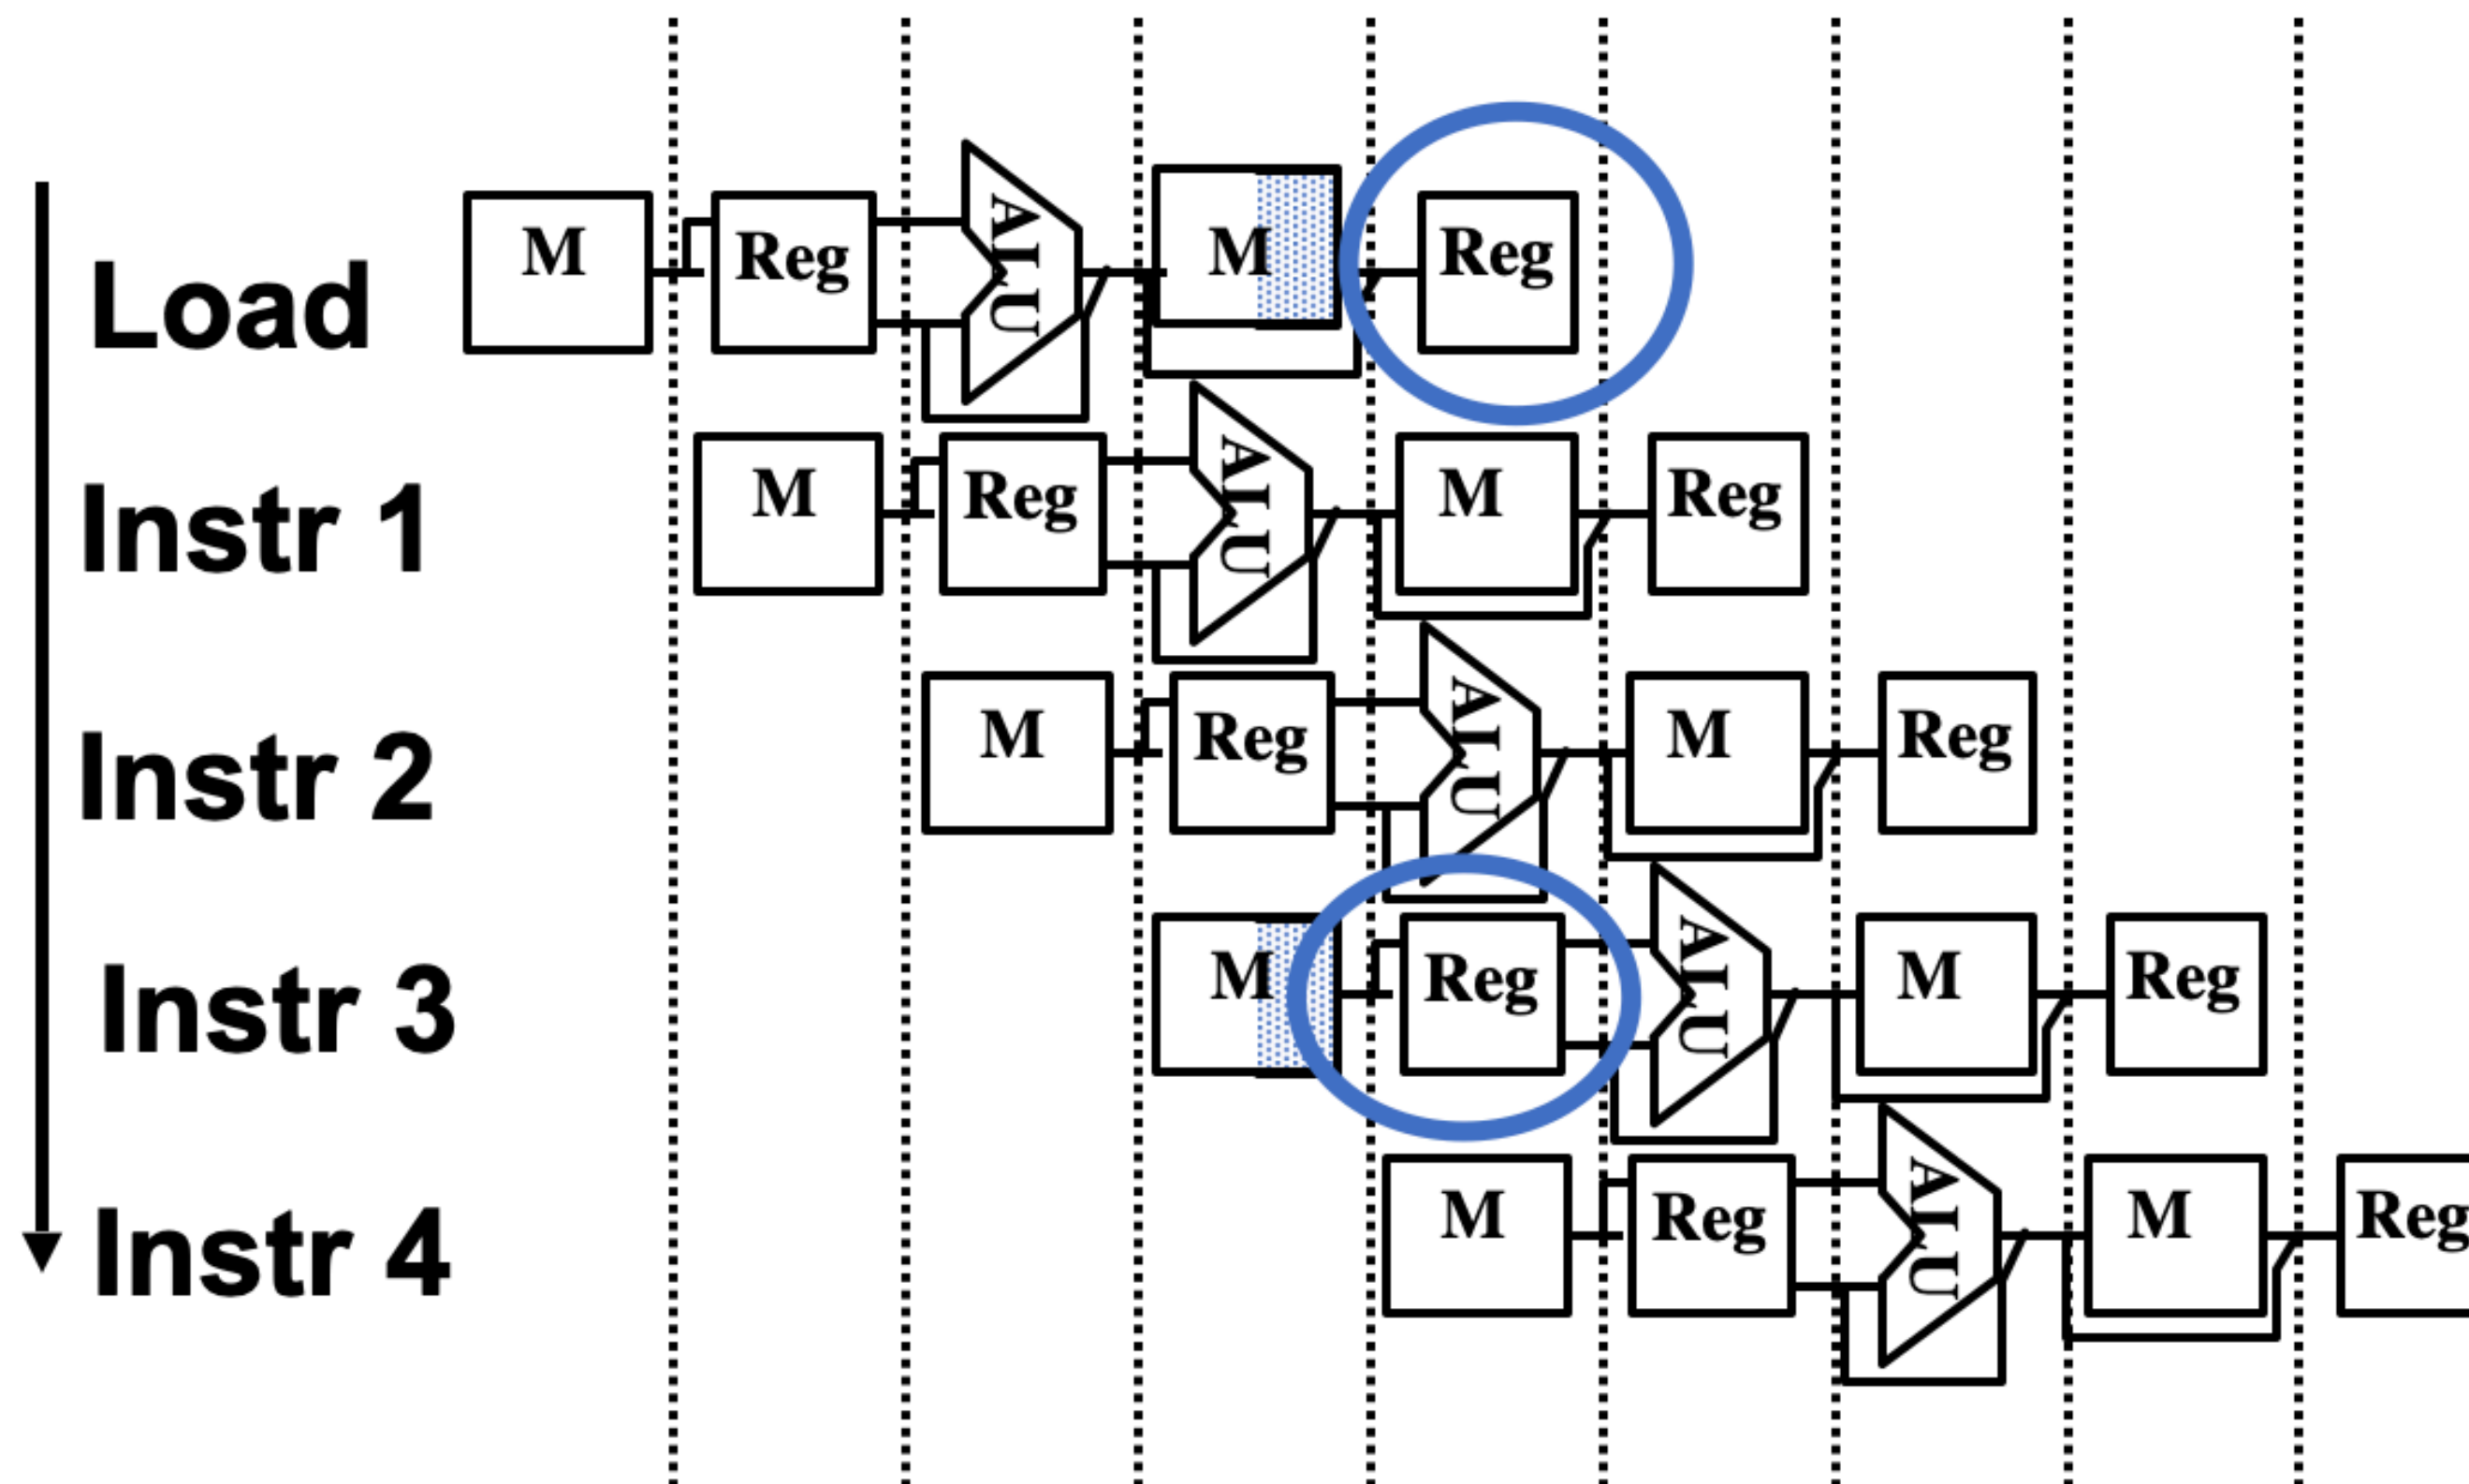 Load M Reg ALU M Reg
Instr 1 M Reg ALU M Reg
Instr 2 M Reg ALU M Reg
Instr 3 M Reg ALU M Reg
Instr 4 M Reg ALU M Reg